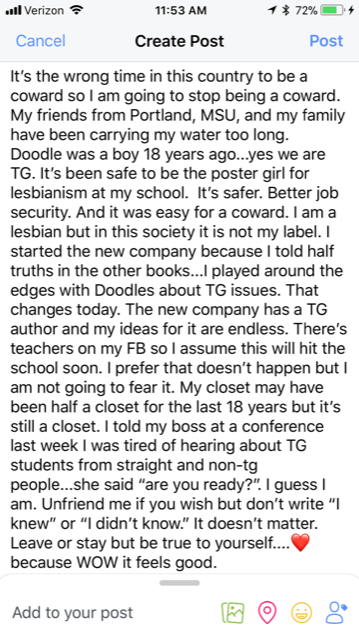 Verizon 11:53 AM 72%
Cancel Create Post Post
It's the wrong time in this country to be a
coward so I am going to stop being a coward.
My friends from Portland, MSU, and my family
have been carrying my water too long.
Doodle was a boy 18 years ago...yes we are
TG. It's been safe to be the poster girl for
lesbianism at my school.  It's safer. Better job
security. And it was easy for a coward. I am a
lesbian but in this society it is not my label. I
started the new company because I told half
truths in the other books...I played around the
edges with Doodles about TG issues. That
changes today. The new company has a TG
author and my ideas for it are endless. There's
teachers on my FB so I assume this will hit the
school soon. I prefer that doesn't happen but I
am not going to fear it. My closet may have
been half a closet for the last 18 years but it's
still a closet. I told my boss at a conference
last week I was tired of hearing about TG
students from straight and non-tg
people...she said “are you ready?”. I guess I
am. Unfriend me if you wish but don't write “I
knew” or “I didn't know.” It doesn't matter.
Leave or stay but be true to yourself....❤️
because WOW it feels good.
Add to your post